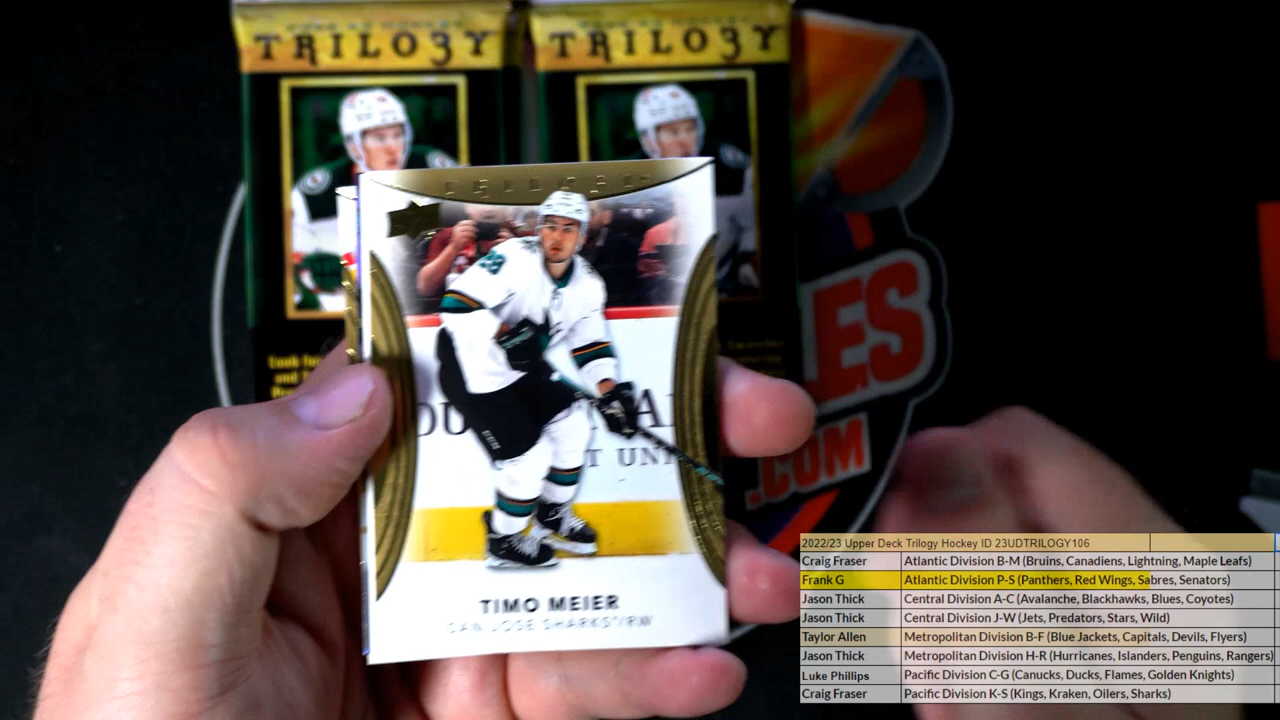 TRILOGY TRILOGY
TIMO MEIER
SAN JOSE SHARKS/RW
LES
.COM
2022/23 Upper Deck Trilogy Hockey ID 23UDTRILOGY106
Craig Fraser Atlantic Division B-M (Bruins, Canadiens, Lightning, Maple Leafs)
Frank G Atlantic Division P-S (Panthers, Red Wings, Sabres, Senators)
Jason Thick Central Division A-C (Avalanche, Blackhawks, Blues, Coyotes)
Jason Thick Central Division J-W (Jets, Predators, Stars, Wild)
Taylor Allen Metropolitan Division B-F (Blue Jackets, Capitals, Devils, Flyers)
Jason Thick Metropolitan Division H-R (Hurricanes, Islanders, Penguins, Rangers)
Luke Phillips Pacific Division C-G (Canucks, Ducks, Flames, Golden Knights)
Craig Fraser Pacific Division K-S (Kings, Kraken, Oilers, Sharks)